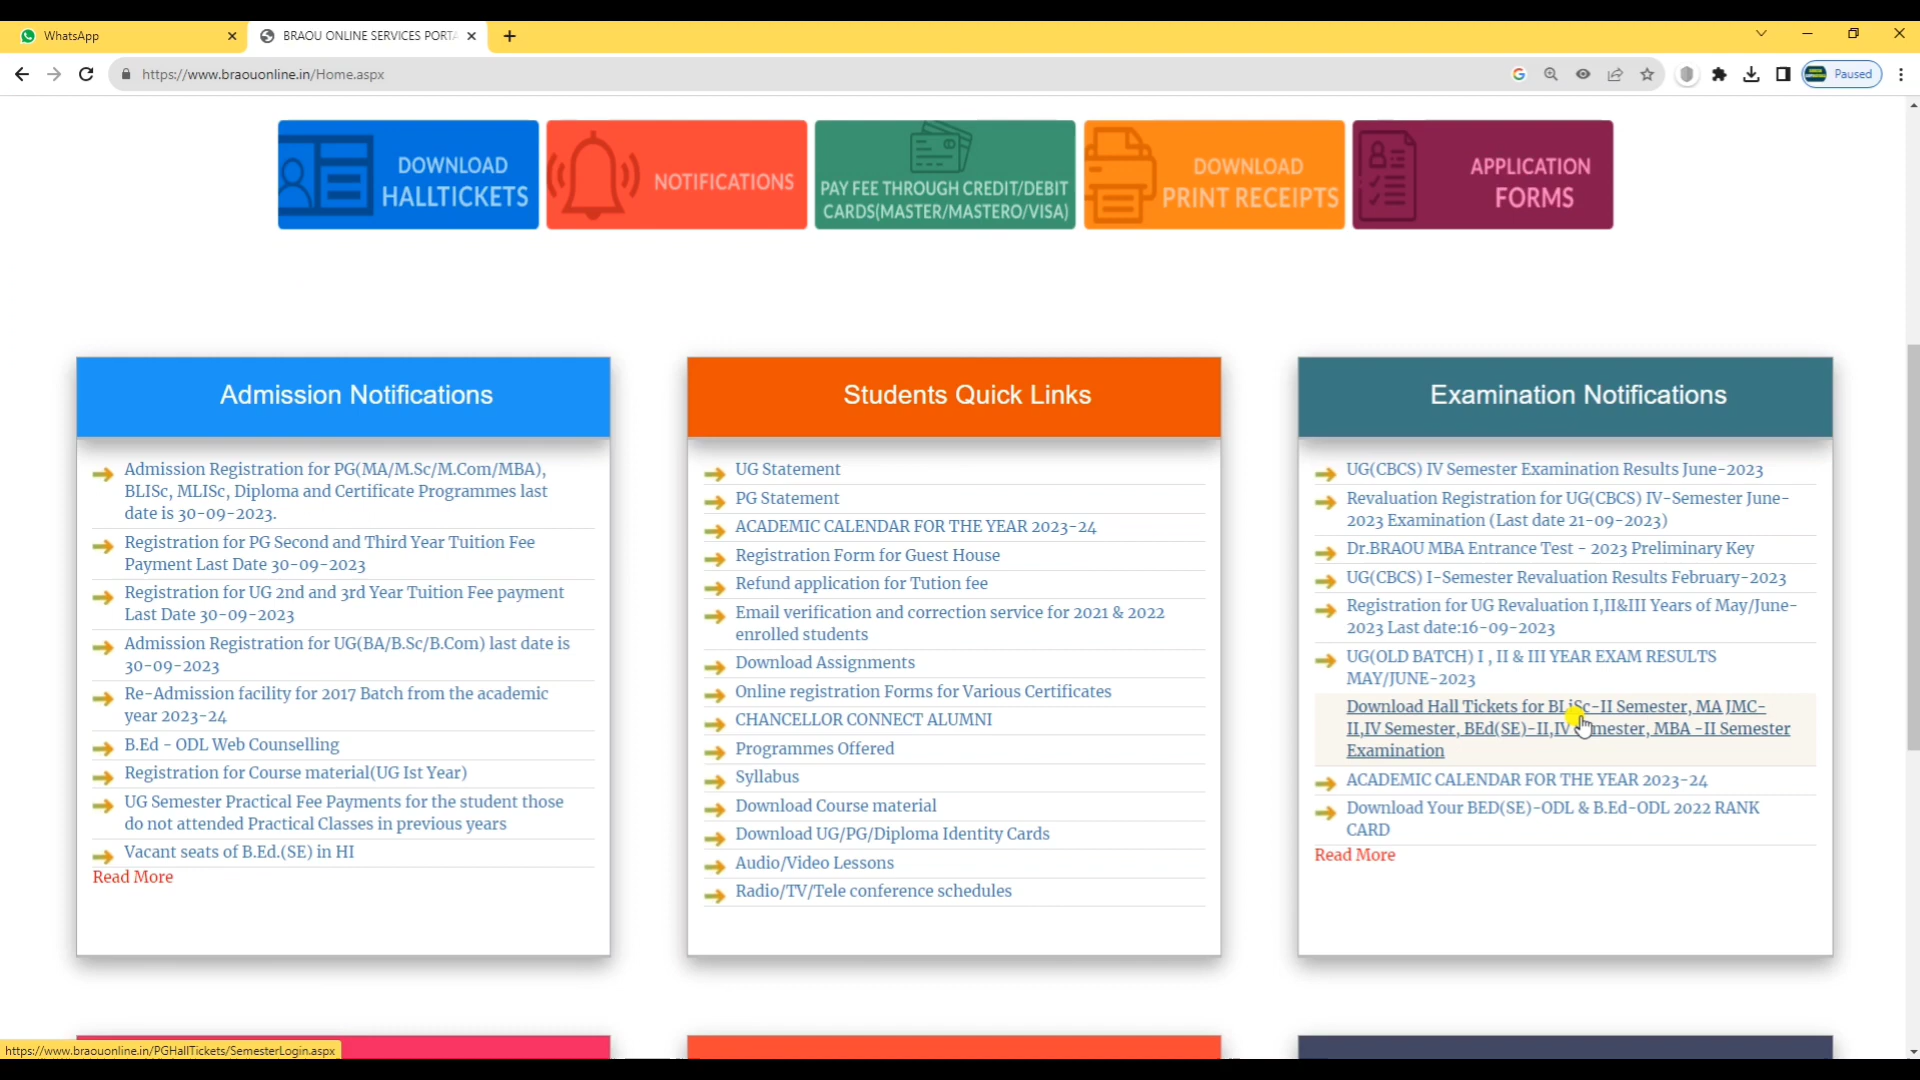 WhatsApp
BRAOU ONLINE SERVICES PORTA
https://www.braouonline.in/Home.aspx
Paused
DOWNLOAD
HALLTICKETS
NOTIFICATIONS
PAY FEE THROUGH CREDIT/DEBIT
CARDS(MASTER/MASTERO/VISA)
DOWNLOAD
PRINT RECEIPTS
APPLICATION
FORMS
Admission Notifications
Admission Registration for PG(MA/M.Sc/M.Com/MBA),
BLISc, MLISc, Diploma and Certificate Programmes last
date is 30-09-2023.
Registration for PG Second and Third Year Tuition Fee
Payment Last Date 30-09-2023
Registration for UG 2nd and 3rd Year Tuition Fee payment
Last Date 30-09-2023
Admission Registration for UG(BA/B.Sc/B.Com) last date is
30-09-2023
Re-Admission facility for 2017 Batch from the academic
year 2023-24
B.Ed - ODL Web Counselling
Registration for Course material(UG Ist Year)
UG Semester Practical Fee Payments for the student those
do not attended Practical Classes in previous years
Vacant seats of B.Ed.(SE) in HI
Read More
Students Quick Links
UG Statement
PG Statement
ACADEMIC CALENDAR FOR THE YEAR 2023-24
Registration Form for Guest House
Refund application for Tution fee
Email verification and correction service for 2021 & 2022
enrolled students
Download Assignments
Online registration Forms for Various Certificates
CHANCELLOR CONNECT ALUMNI
Programmes Offered
Syllabus
Download Course material
Download UG/PG/Diploma Identity Cards
Audio/Video Lessons
Radio/TV/Tele conference schedules
Examination Notifications
UG(CBCS) IV Semester Examination Results June-2023
Revaluation Registration for UG(CBCS) IV-Semester June-
2023 Examination (Last date 21-09-2023)
Dr.BRAOU MBA Entrance Test - 2023 Preliminary Key
UG(CBCS) I-Semester Revaluation Results February-2023
Registration for UG Revaluation I,II&III Years of May/June-
2023 Last date:16-09-2023
UG(OLD BATCH) I , II & III YEAR EXAM RESULTS
MAY/JUNE-2023
Download Hall Tickets for BLiSc-II Semester, MA JMC-
II,IV Semester, BEd(SE)-II,IV Semester, MBA -II Semester
Examination
ACADEMIC CALENDAR FOR THE YEAR 2023-24
Download Your BED(SE)-ODL & B.Ed-ODL 2022 RANK
CARD
Read More
https://www.braouonline.in/PGHallTickets/SemesterLogin.aspx